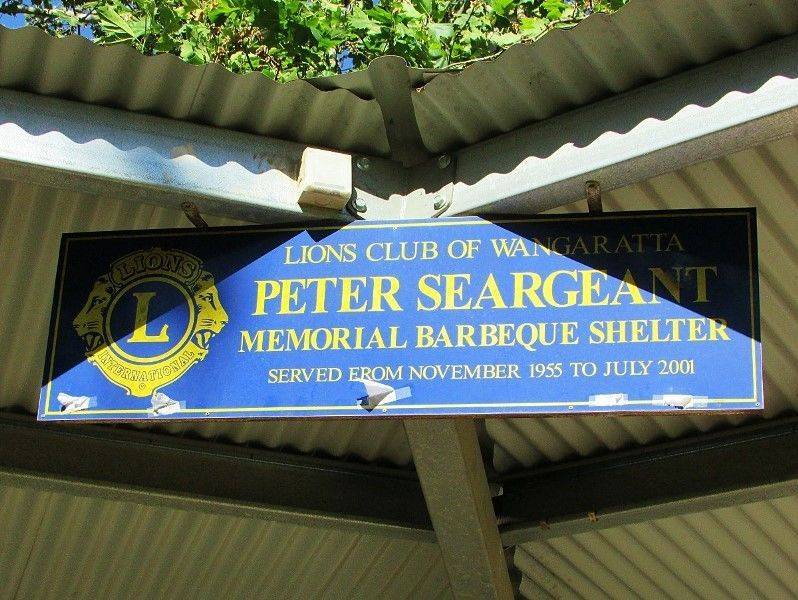 LIONS CLUB OF WANGARATTA
PETER SEARGEANT
MEMORIAL BARBEQUE SHELTER
SERVED FROM NOVEMBER 1955 TO JULY 2001
LIONS
L
INTERNATIONAL